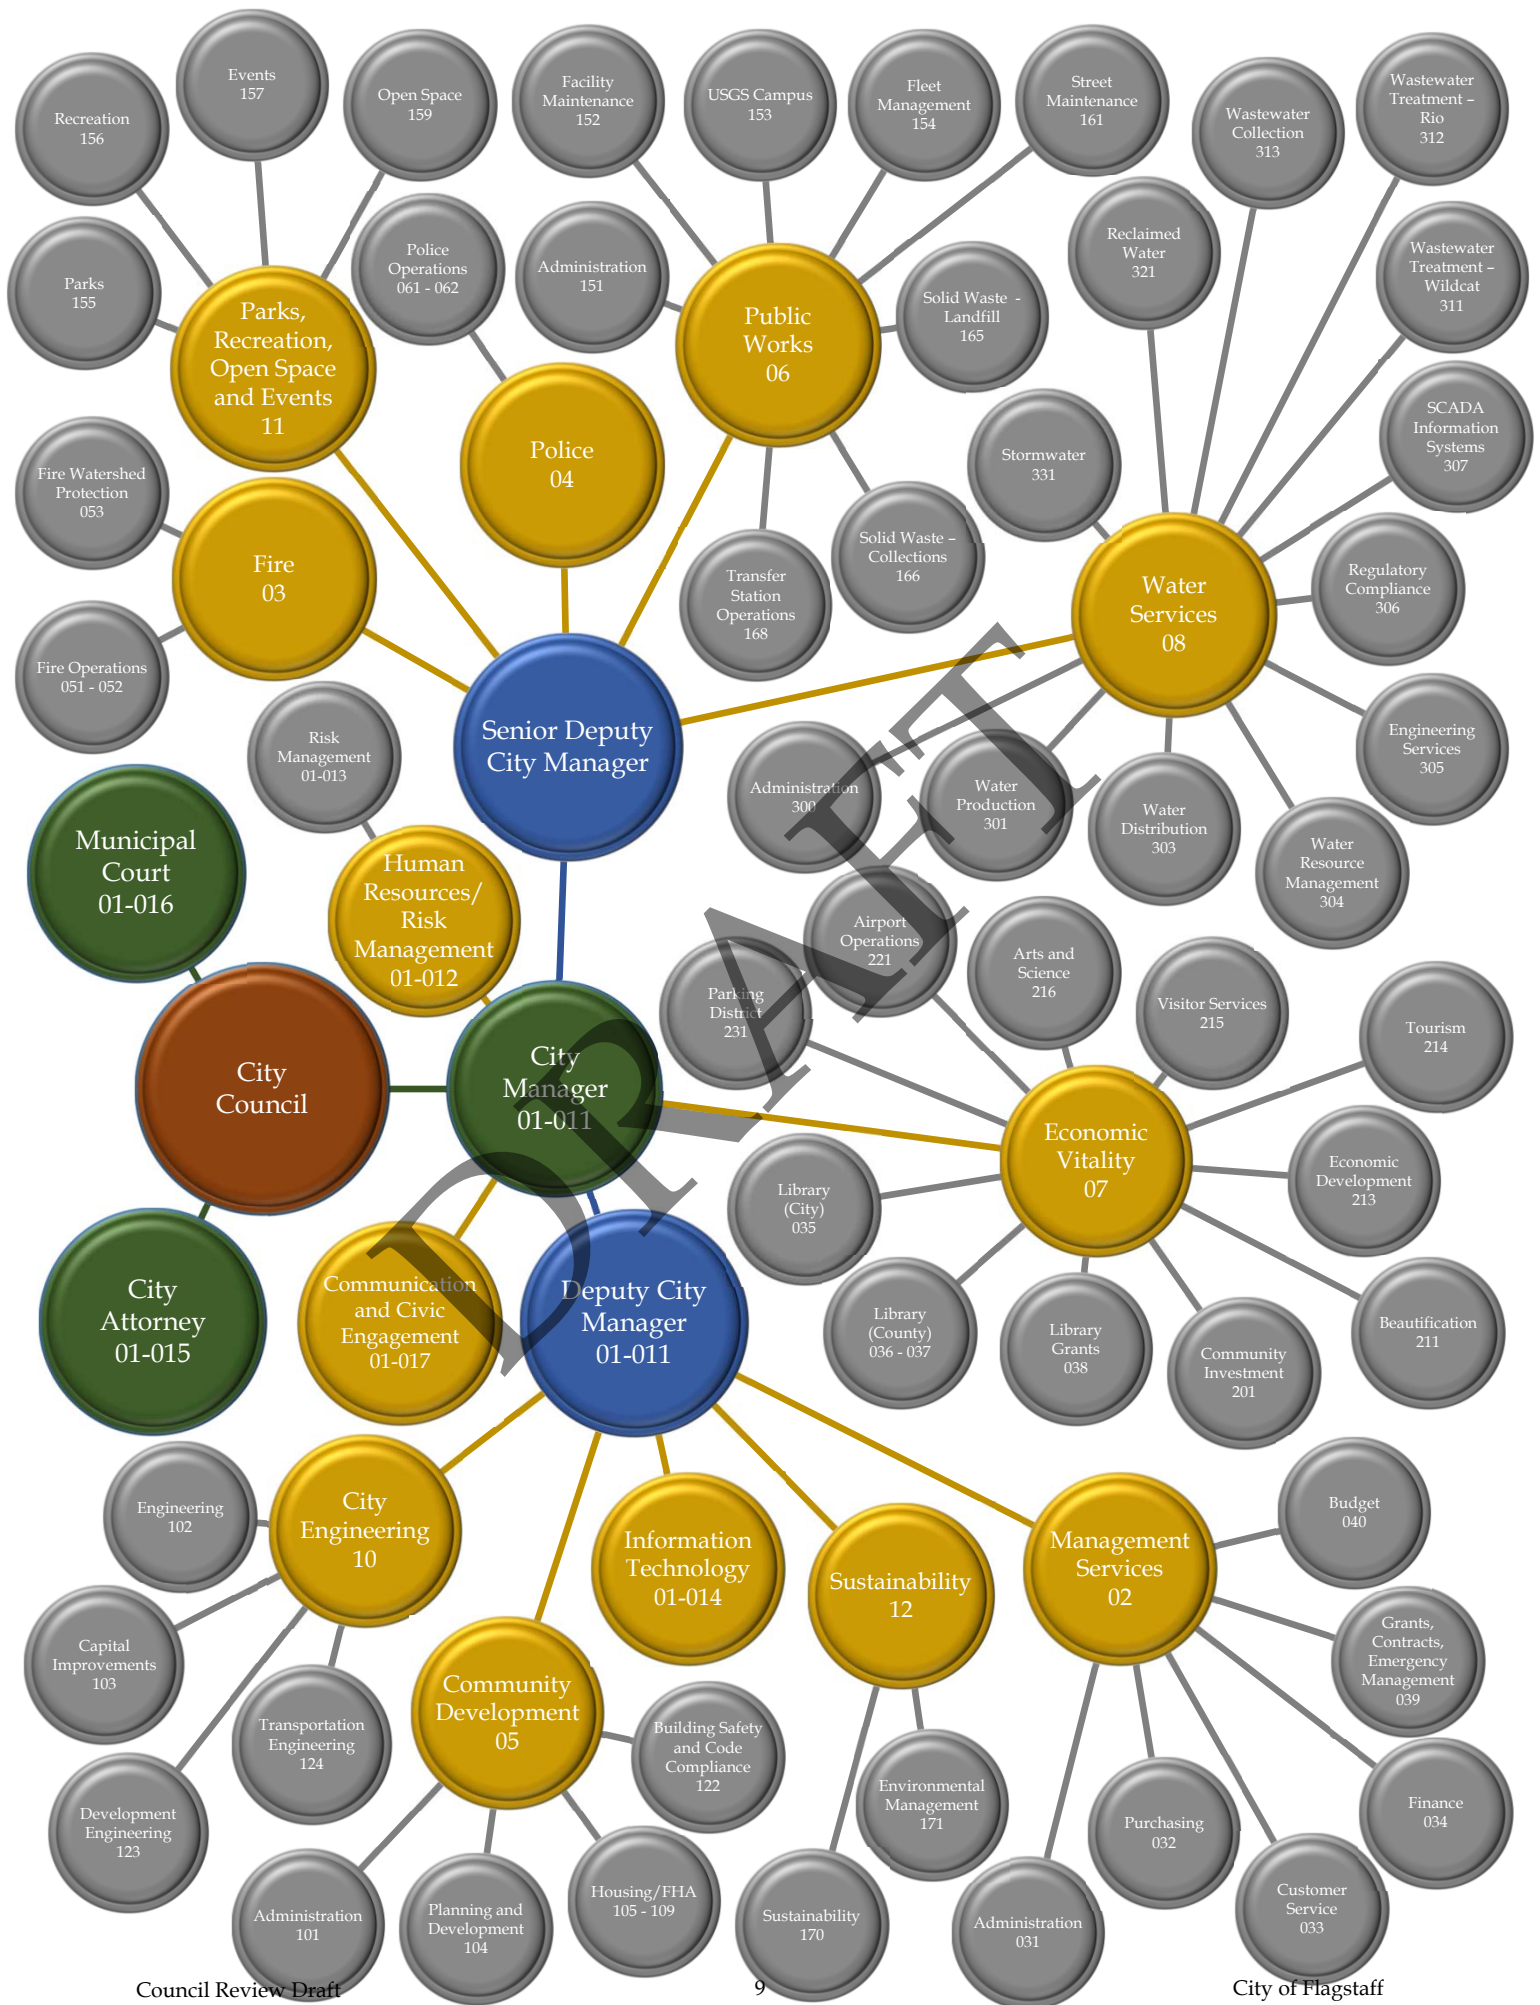 Recreation
156
Events
157
Open Space
159
Parks
155
Parks,
Recreation,
Open Space
and Events
11
Police
Operations
061 - 062
Police
04
Facility
Maintenance
152
USGS Campus
153
Fleet
Management
154
Street
Maintenance
161
Administration
151
Public
Works
06
Solid Waste -
Landfill
165
Solid Waste –
Collections
166
Transfer
Station
Operations
168
Wastewater
Collection
313
Wastewater
Treatment –
Rio
312
Reclaimed
Water
321
Wastewater
Treatment –
Wildcat
311
Stormwater
331
SCADA
Information
Systems
307
Water
Services
08
Regulatory
Compliance
306
Engineering
Services
305
Water
Resource
Management
304
Water
Distribution
303
Water
Production
301
Administration
300
Fire Watershed
Protection
053
Fire
03
Fire Operations
051 - 052
Senior Deputy
City Manager
Risk
Management
01-013
Human
Resources/
Risk
Management
01-012
Municipal
Court
01-016
City
Council
City
Manager
01-011
City
Attorney
01-015
Communication
and Civic
Engagement
01-017
Deputy City
Manager
01-011
Airport
Operations
221
Arts and
Science
216
Parking
District
231
Visitor Services
215
Tourism
214
Economic
Vitality
07
Economic
Development
213
Library
(City)
035
Library
(County)
036 - 037
Library
Grants
038
Community
Investment
201
Beautification
211
Engineering
102
City
Engineering
10
Capital
Improvements
103
Transportation
Engineering
124
Development
Engineering
123
Information
Technology
01-014
Sustainability
12
Management
Services
02
Budget
040
Grants,
Contracts,
Emergency
Management
039
Community
Development
05
Building Safety
and Code
Compliance
122
Environmental
Management
171
Purchasing
032
Finance
034
Administration
101
Planning and
Development
104
Housing/FHA
105 - 109
Sustainability
170
Administration
031
Customer
Service
033
DRAFT
Council Review Draft
9
City of Flagstaff